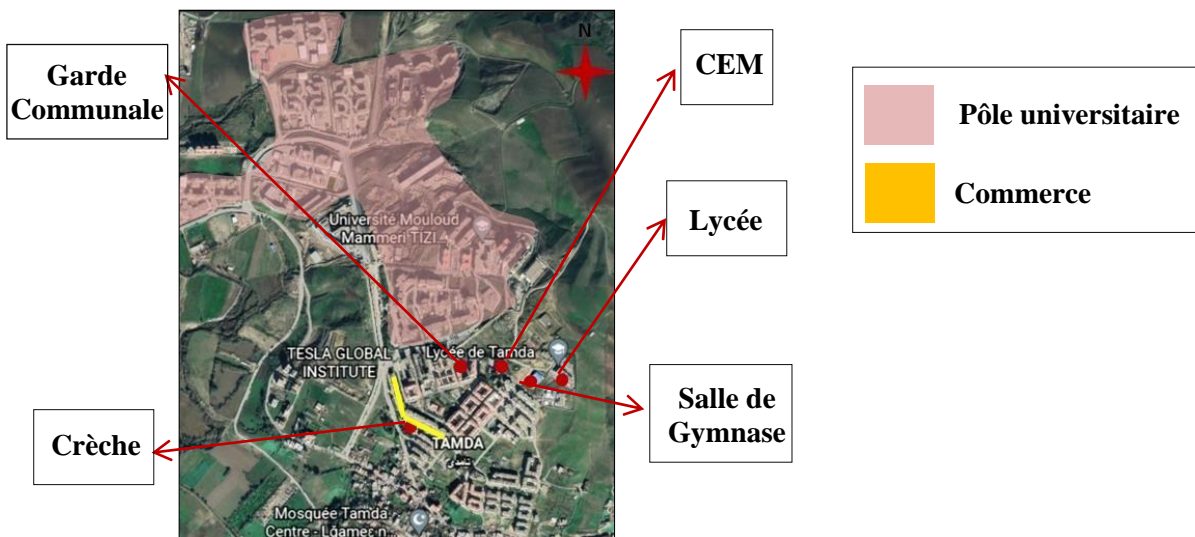 Garde
Communale
N
CEM
Pôle universitaire
Commerce
Lycée
Université Mouloud
Mammeri TIZI...
TESLA GLOBAL
INSTITUTE
Lycée de Tamda
Salle de
Gymnase
Crèche
TAMDA
Mosquée Tamda
Centre - Lgamec n...